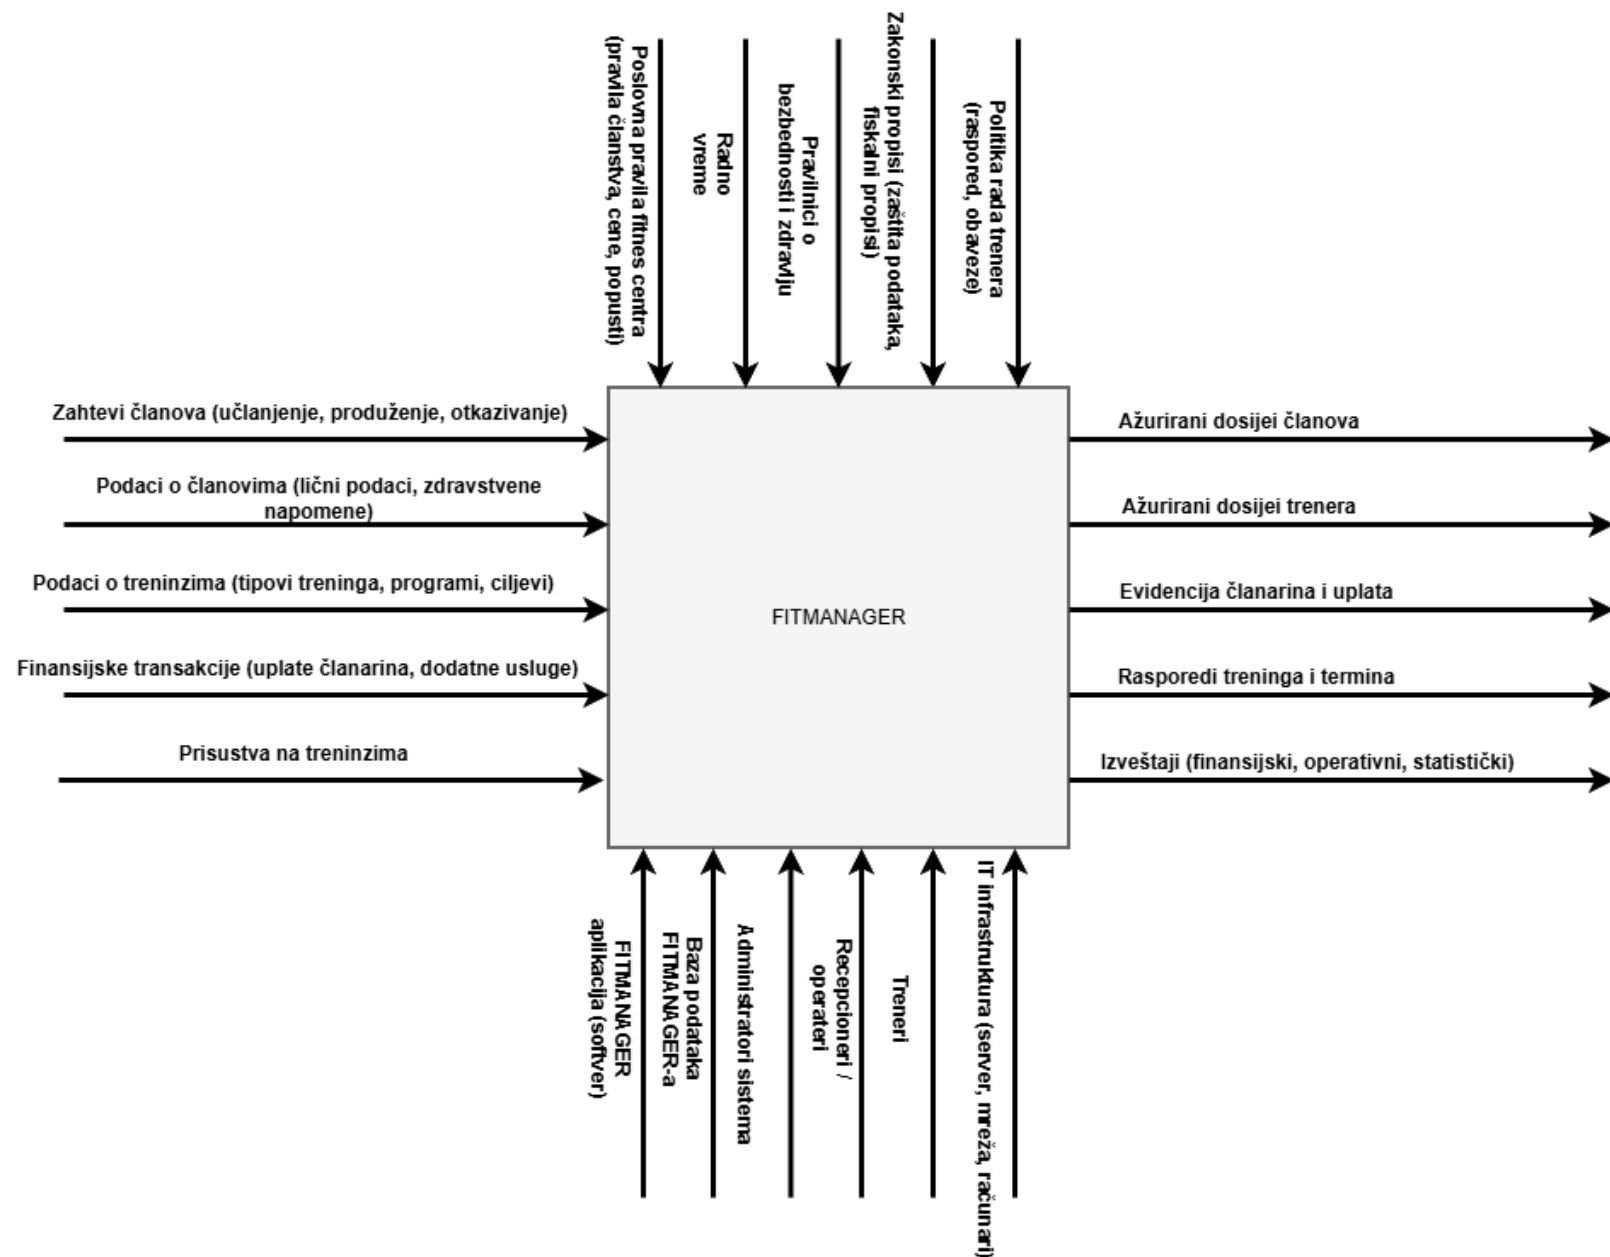 Poslovna pravila fitnes centra
(pravila članstva, cene, popusti)
Radno
vreme
Pravilnici o
bezbednosti i zdravlju
Zakonski propisi (zaštita podataka,
fiskalni propisi)
Politika rada trenera
(raspored, obaveze)
Zahtevi članova (učlanjenje, produženje, otkazivanje)
Podaci o članovima (lični podaci, zdravstvene
napomene)
Podaci o treninzima (tipovi treninga, programi, ciljevi)
Finansijske transakcije (uplate članarina, dodatne usluge)
Prisustva na treninzima
FITMANAGER
Ažurirani dosijei članova
Ažurirani dosijei trenera
Evidencija članarina i uplata
Rasporedi treninga i termina
Izveštaji (finansijski, operativni, statistički)
FITMANAGER
aplikacija (softver)
Baza podataka
FITMANAGER-a
Administratori sistema
Recepcioneri /
operateri
Treneri
IT infrastruktura (server, mreža, računari)